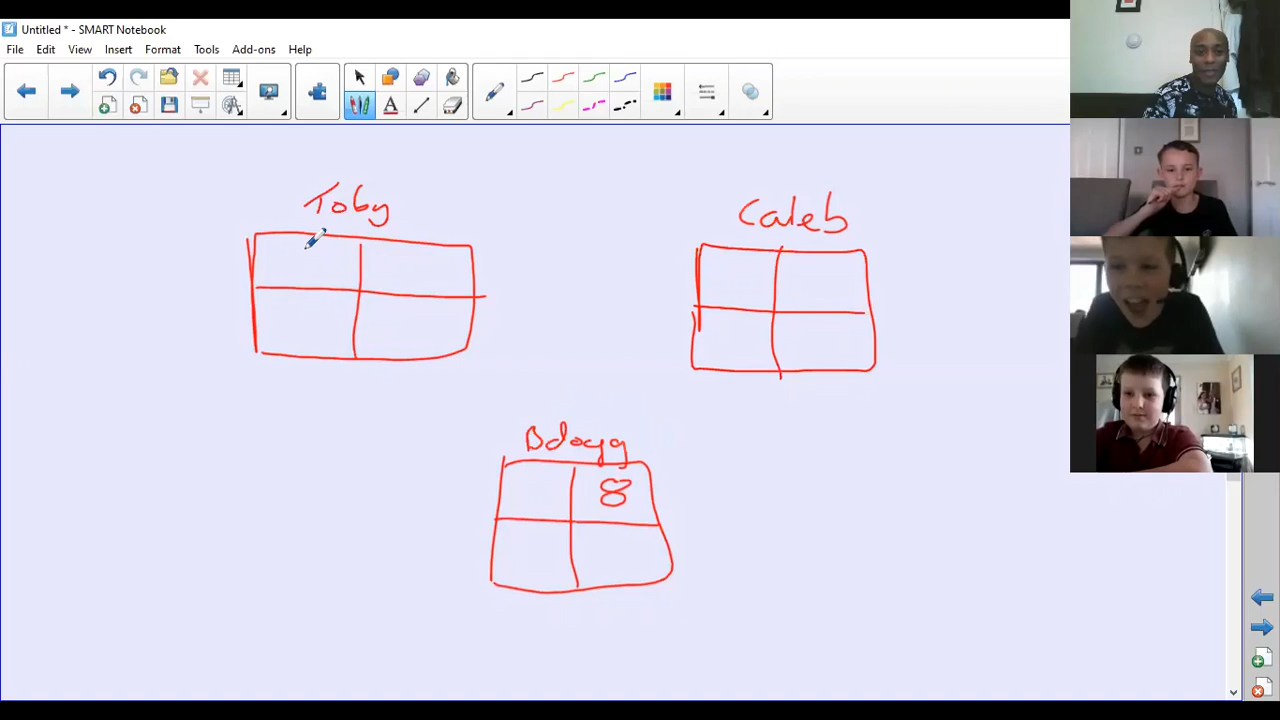 Untitled * - SMART Notebook
File Edit View Insert Format Tools Add-ons Help
Toby
Caleb
8